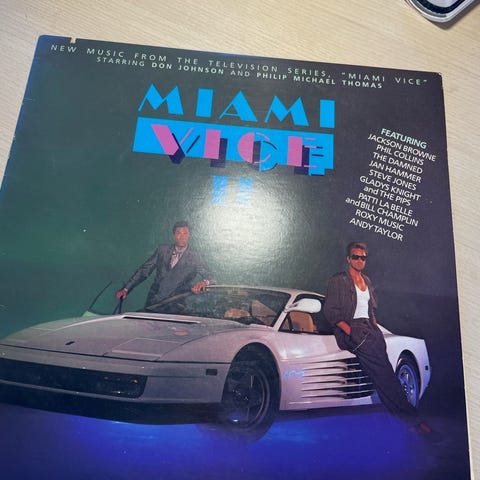 NEW MUSIC FROM THE TELEVISION SERIES, "MIAMI VICE"
STARRING DON JOHNSON AND PHILIP MICHAEL THOMAS
MIAMI
VICE
II
FEATURING
JACKSON BROWNE
PHIL COLLINS
THE DAMNED
JAN HAMMER
STEVE JONES
GLADYS KNIGHT
and THE PIPS
PATTI LA BELLE
and BILL CHAMPLIN
ROXY MUSIC
ANDY TAYLOR